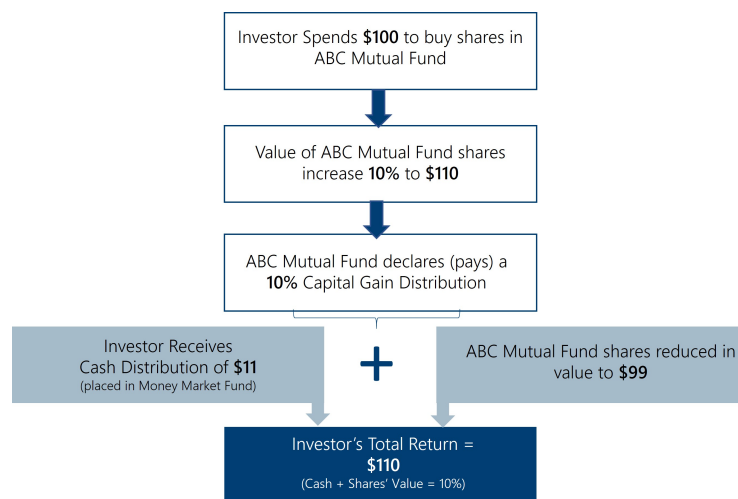 Investor Spends $100 to buy shares in
ABC Mutual Fund
Value of ABC Mutual Fund shares
increase 10% to $110
ABC Mutual Fund declares (pays) a
10% Capital Gain Distribution
Investor Receives
Cash Distribution of $11
(placed in Money Market Fund)
+
ABC Mutual Fund shares reduced in
value to $99
Investor’s Total Return =
$110
(Cash + Shares’ Value = 10%)